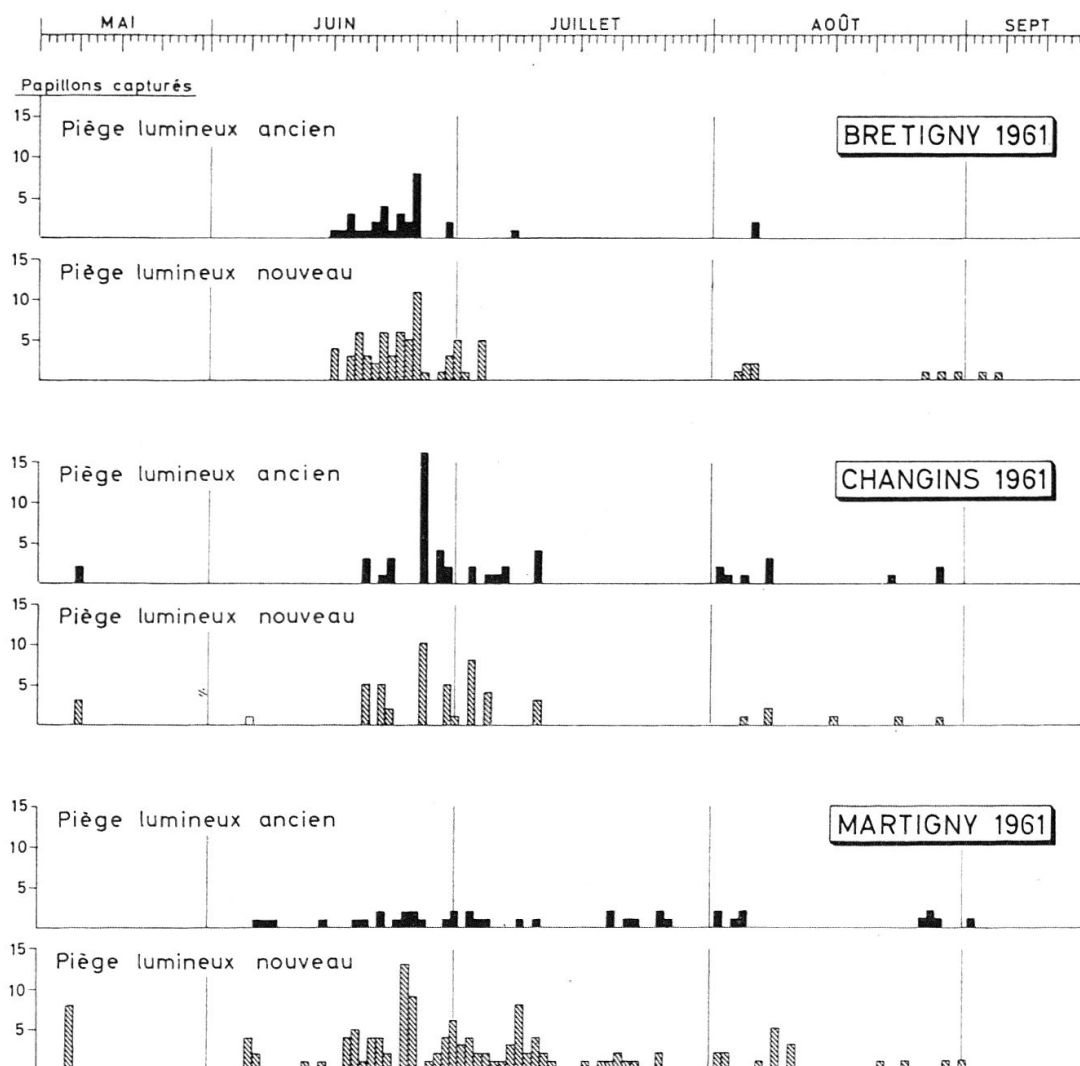 MAI JUIN JUILLET AOÛT SEPT
Papillons capturés
15
Piège lumineux ancien
BRETIGNY 1961
10
5
15
Piège lumineux nouveau
10
5
15
Piège lumineux ancien
CHANGINS 1961
10
5
15
Piège lumineux nouveau
10
5
15
Piège lumineux ancien
MARTIGNY 1961
10
5
15
Piège lumineux nouveau
10
5